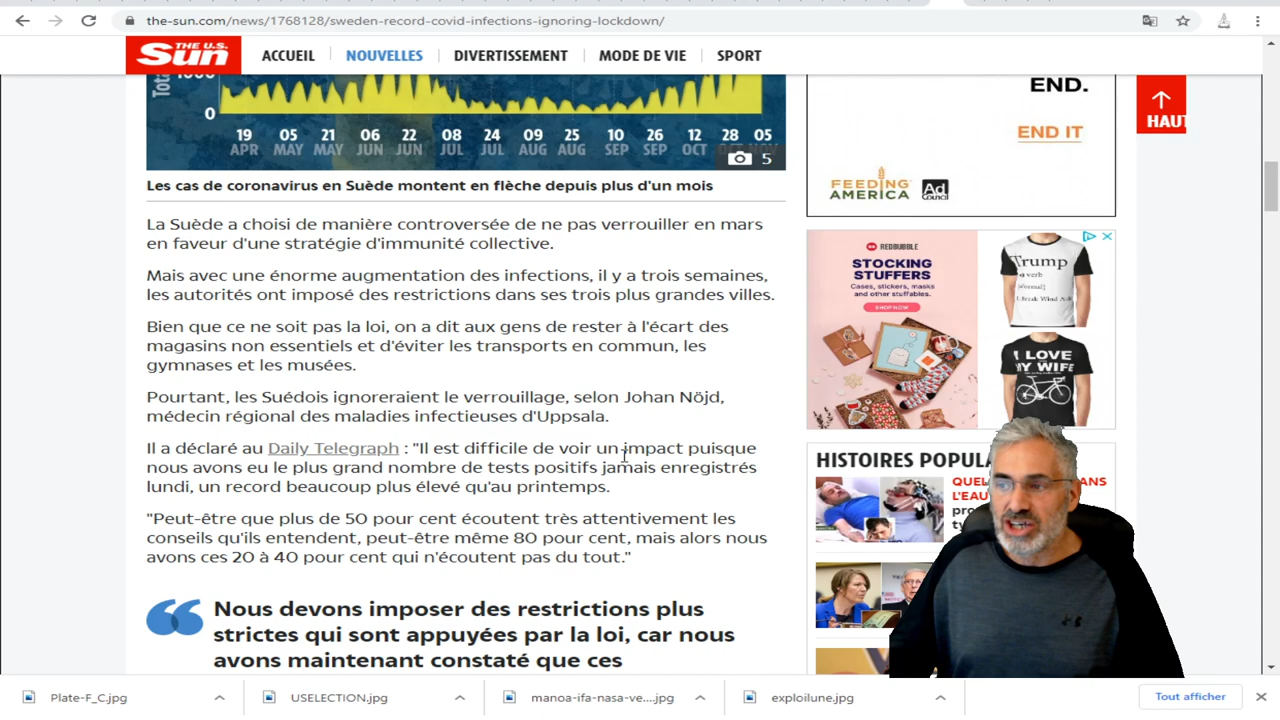 the-sun.com/news/1768128/sweden-record-covid-infections-ignoring-lockdown/
THE U.S. Sun
ACCUEIL
NOUVELLES
DIVERTISSEMENT
MODE DE VIE
SPORT
0
19 05 21 06 22 08 24 09 25 10 26 12 28 05
APR MAY MAY JUN JUN JUL JUL AUG AUG SEP SEP OCT OCT NOV
5
Les cas de coronavirus en Suède montent en flèche depuis plus d'un mois
La Suède a choisi de manière controversée de ne pas verrouiller en mars
en faveur d'une stratégie d'immunité collective.
Mais avec une énorme augmentation des infections, il y a trois semaines,
les autorités ont imposé des restrictions dans ses trois plus grandes villes.
Bien que ce ne soit pas la loi, on a dit aux gens de rester à l'écart des
magasins non essentiels et d'éviter les transports en commun, les
gymnases et les musées.
Pourtant, les Suédois ignoreraient le verrouillage, selon Johan Nöjd,
médecin régional des maladies infectieuses d'Uppsala.
Il a déclaré au Daily Telegraph : "Il est difficile de voir un impact puisque
nous avons eu le plus grand nombre de tests positifs jamais enregistrés
lundi, un record beaucoup plus élevé qu'au printemps.
"Peut-être que plus de 50 pour cent écoutent très attentivement les
conseils qu'ils entendent, peut-être même 80 pour cent, mais alors nous
avons ces 20 à 40 pour cent qui n'écoutent pas du tout."
Nous devons imposer des restrictions plus
strictes qui sont appuyées par la loi, car nous
avons maintenant constaté que ces
END.
END IT
FEEDING AMERICA
Ad Council
HAUT
REDBUBBLE
STOCKING
STUFFERS
Cases, stickers, masks
and other stuffables.
SHOP NOW
Trump
verb
I LOVE
MY WIFE
HISTOIRES POPULA
QUEL
ANS
L'EAU
Plate-F_C.jpg
USELECTION.jpg
manoa-ifa-nasa-ve....jpg
exploilune.jpg
Tout afficher